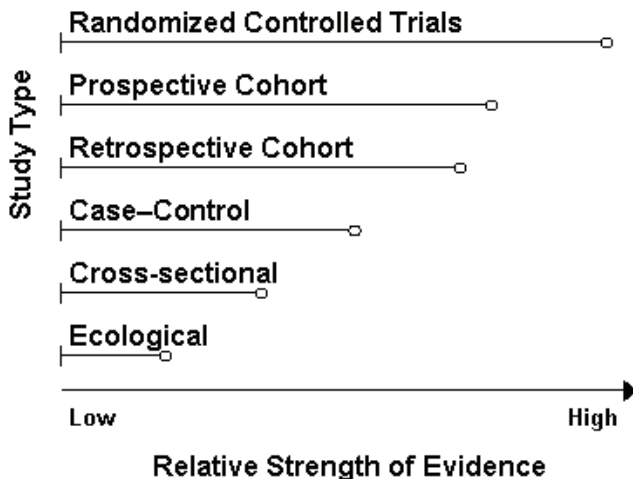 Study Type
Randomized Controlled Trials
Prospective Cohort
Retrospective Cohort
Case–Control
Cross-sectional
Ecological
Low High
Relative Strength of Evidence